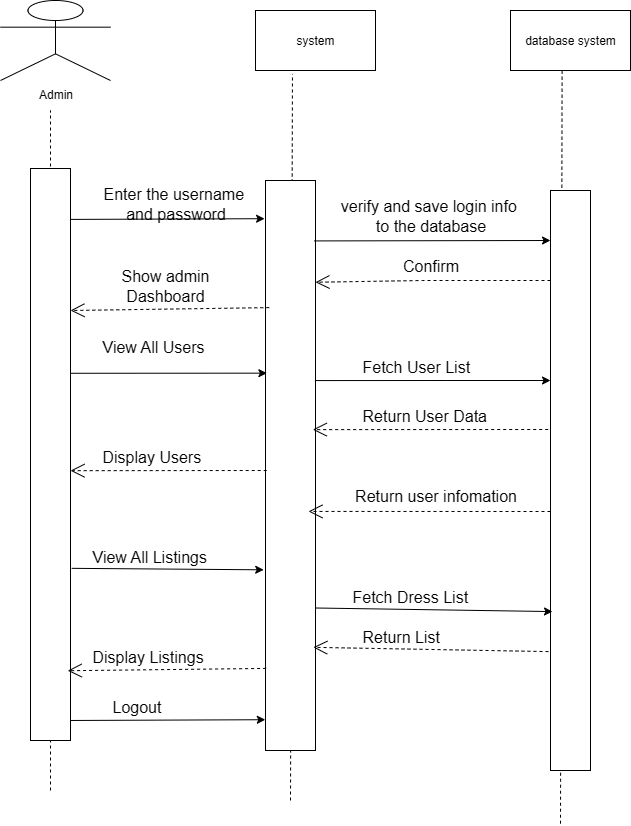 system
database system
Admin
Enter the username
and password
verify and save login info
to the database
Confirm
Show admin
Dashboard
View All Users
Fetch User List
Return User Data
Display Users
Return user infomation
View All Listings
Fetch Dress List
Return List
Display Listings
Logout